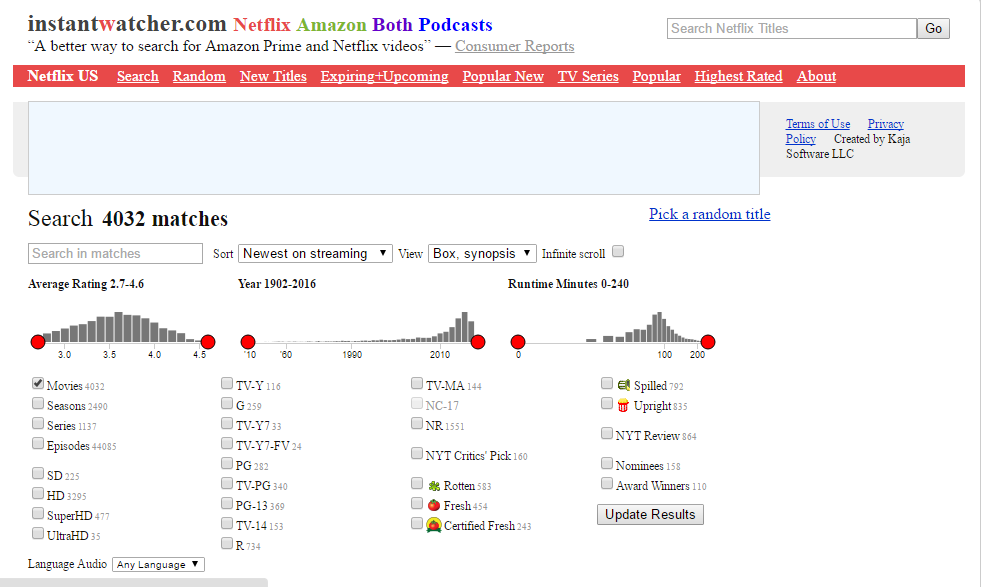 instantwatcher.com Netflix Amazon Both Podcasts
Search Netflix Titles Go
“A better way to search for Amazon Prime and Netflix videos” — Consumer Reports
Netflix US Search Random New Titles Expiring+Upcoming Popular New TV Series Popular Highest Rated About
Terms of Use Privacy
Policy Created by Kaja
Software LLC
Search 4032 matches
Pick a random title
Search in matches Sort Newest on streaming View Box, synopsis Infinite scroll
Average Rating 2.7-4.6
3.0 3.5 4.0 4.5
Year 1902-2016
'10 '60 1990 2010
Runtime Minutes 0-240
0 100 200
Movies 4032
Seasons 2490
Series 1137
Episodes 44085
SD 225
HD 3295
SuperHD 477
UltraHD 35
TV-Y 116
G 259
TV-Y7 33
TV-Y7-FV 24
PG 282
TV-PG 340
PG-13 369
TV-14 153
R 734
TV-MA 144
NC-17
NR 1551
NYT Critics' Pick 160
Rotten 583
Fresh 454
Certified Fresh 243
Spilled 792
Upright 835
NYT Review 864
Nominees 158
Award Winners 110
Update Results
Language Audio Any Language